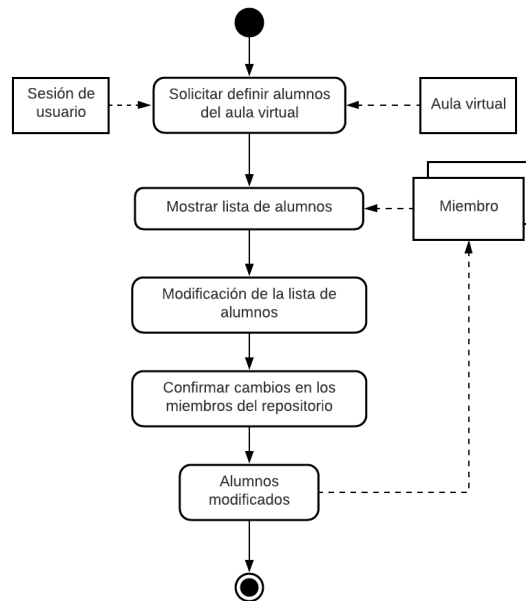 Sesión de
usuario
Solicitar definir alumnos
del aula virtual
Aula virtual
Mostrar lista de alumnos
Miembro
Modificación de la lista de
alumnos
Confirmar cambios en los
miembros del repositorio
Alumnos
modificados